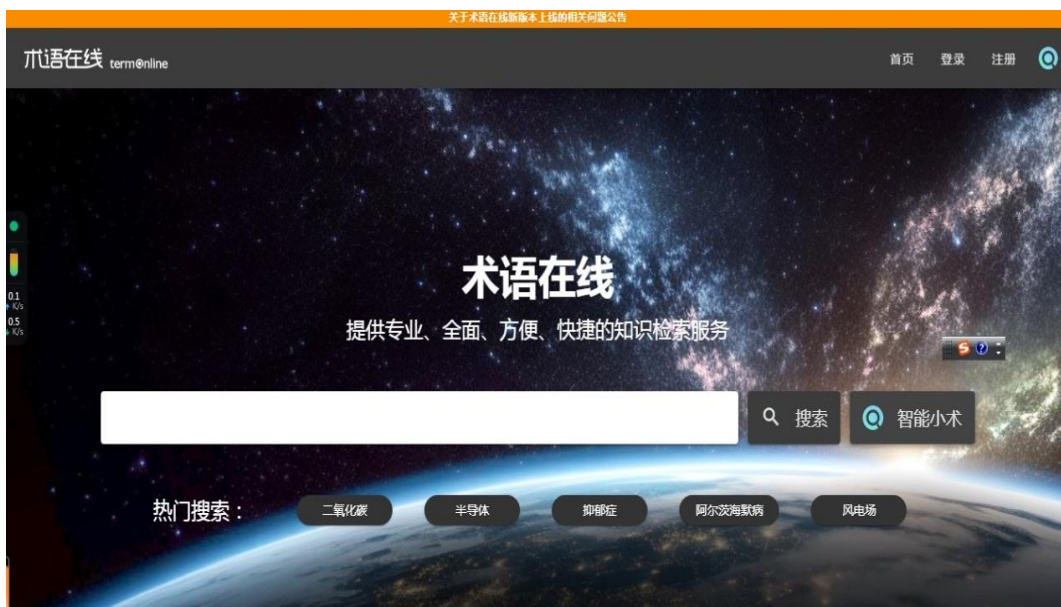 关于术语在线新版本上线的相关问题公告
术语在线 term@nline
首页 登录 注册
0.1
K/s
0.5
K/s
术语在线
提供专业、全面、方便、快捷的知识检索服务
搜索 智能小术
热门搜索：
二氧化碳 半导体 抑郁症 阿尔茨海默病 风电场